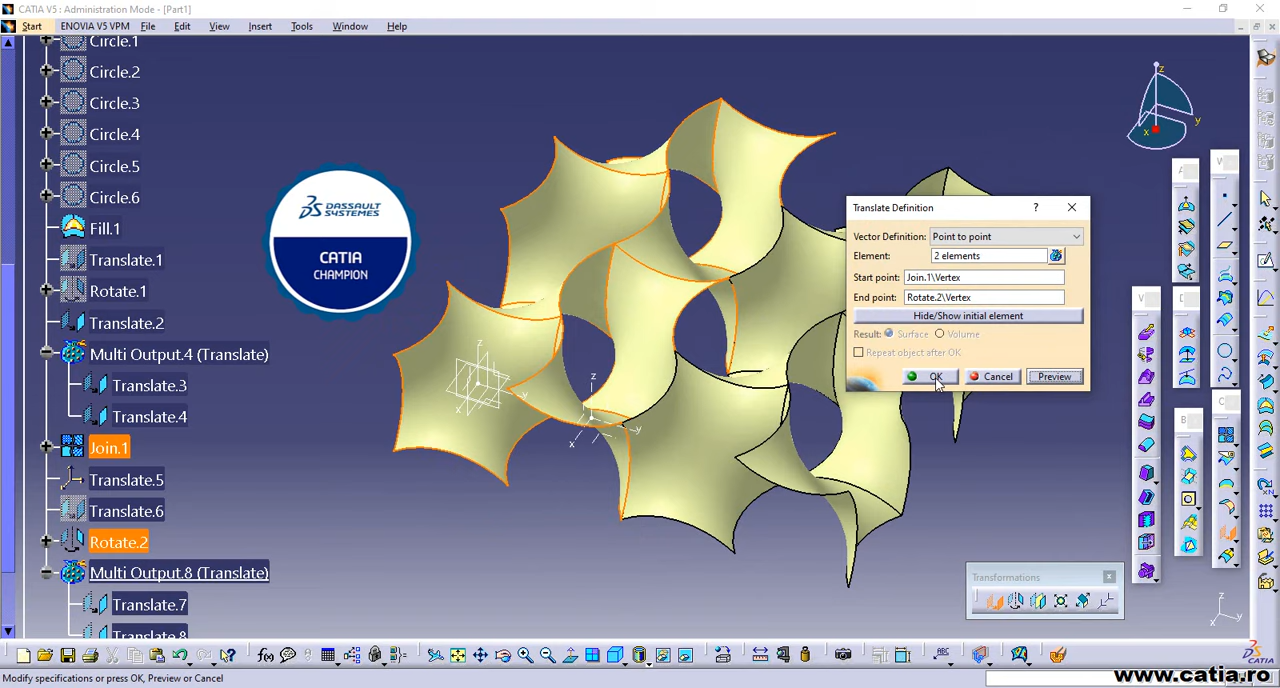 CATIA V5 : Administration Mode - [Part1]
Start ENOVIA V5 VPM File Edit View Insert Tools Window Help
Circle.1
Circle.2
Circle.3
Circle.4
Circle.5
Circle.6
Fill.1
Translate.1
Rotate.1
Translate.2
Multi Output.4 (Translate)
Translate.3
Translate.4
Join.1
Translate.5
Translate.6
Rotate.2
Multi Output.8 (Translate)
Translate.7
Translate.8
DASSAULT
SYSTEMES
CATIA
CHAMPION
z
y
x
z
y
x
z
y
x
Translate Definition ?
Vector Definition: Point to point
Element: 2 elements
Start point: Join.1\Vertex
End point: Rotate.2\Vertex
Hide/Show initial element
Result: Surface Volume
Repeat object after OK
OK Cancel Preview
Transformations
z
x y
f(x)
CATIA
Modify specifications or press OK, Preview or Cancel
www.catia.ro